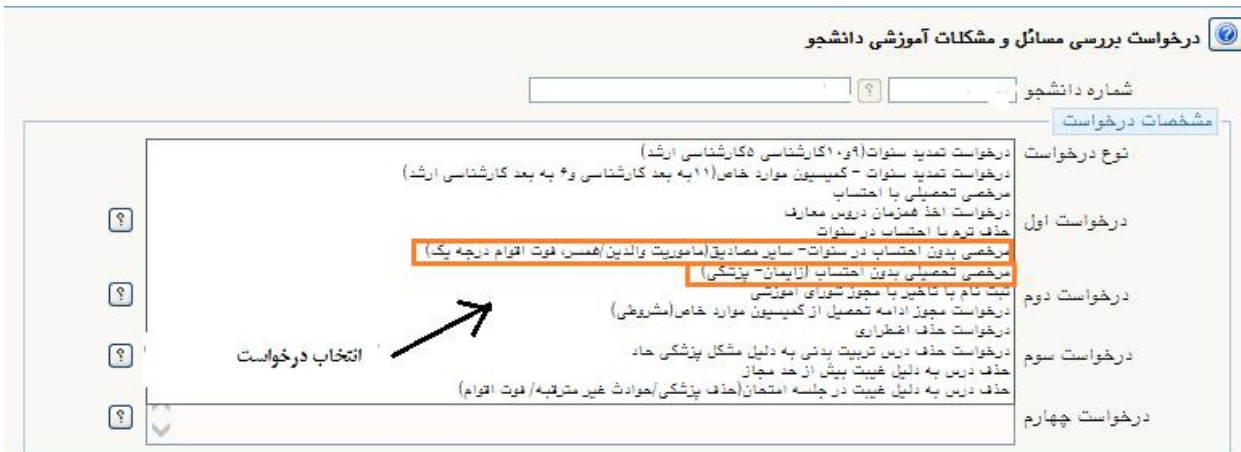 درخواست بررسی مسائل و مشکلات آموزشی دانشجو
شماره دانشجو
مشخصات درخواست
نوع درخواست
درخواست تمدید سنوات(۹و۱۰کارشناسی ۵کارشناسی ارشد)
درخواست تمدید سنوات - کمیسیون موارد خاص(۱۱به بعد کارشناسی و۶ به بعد کارشناسی ارشد)
مرخصی تحصیلی با احتساب
درخواست اخذ همزمان دروس معارف
درخواست اول
حذف ترم با احتساب در سنوات
مرخصی بدون احتساب در سنوات- سایر مصادیق(ماموریت والدین/همسر، فوت اقوام درجه یک)
مرخصی تحصیلی بدون احتساب (زایمان- پزشکی)
ثبت نام با تاخیر با مجوز شورای آموزشی
درخواست دوم
درخواست مجوز ادامه تحصیل از کمیسیون موارد خاص(مشروطی)
درخواست حذف اضطراری
درخواست حذف درس تربیت بدنی به دلیل مشکل پزشکی حاد
درخواست سوم
انتخاب درخواست
حذف درس به دلیل غیبت بیش از حد مجاز
حذف درس به دلیل غیبت در جلسه امتحان(حذف پزشکی/حوادث غیر مترقبه/ فوت اقوام)
درخواست چهارم